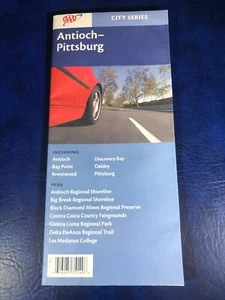 AAA
CITY SERIES
Antioch–
Pittsburg
INCLUDING
Antioch Discovery Bay
Bay Point Oakley
Brentwood Pittsburg
PLUS
Antioch Regional Shoreline
Big Break Regional Shoreline
Black Diamond Mines Regional Preserve
Contra Costa County Fairgrounds
Contra Loma Regional Park
Delta DeAnza Regional Trail
Los Medanos College